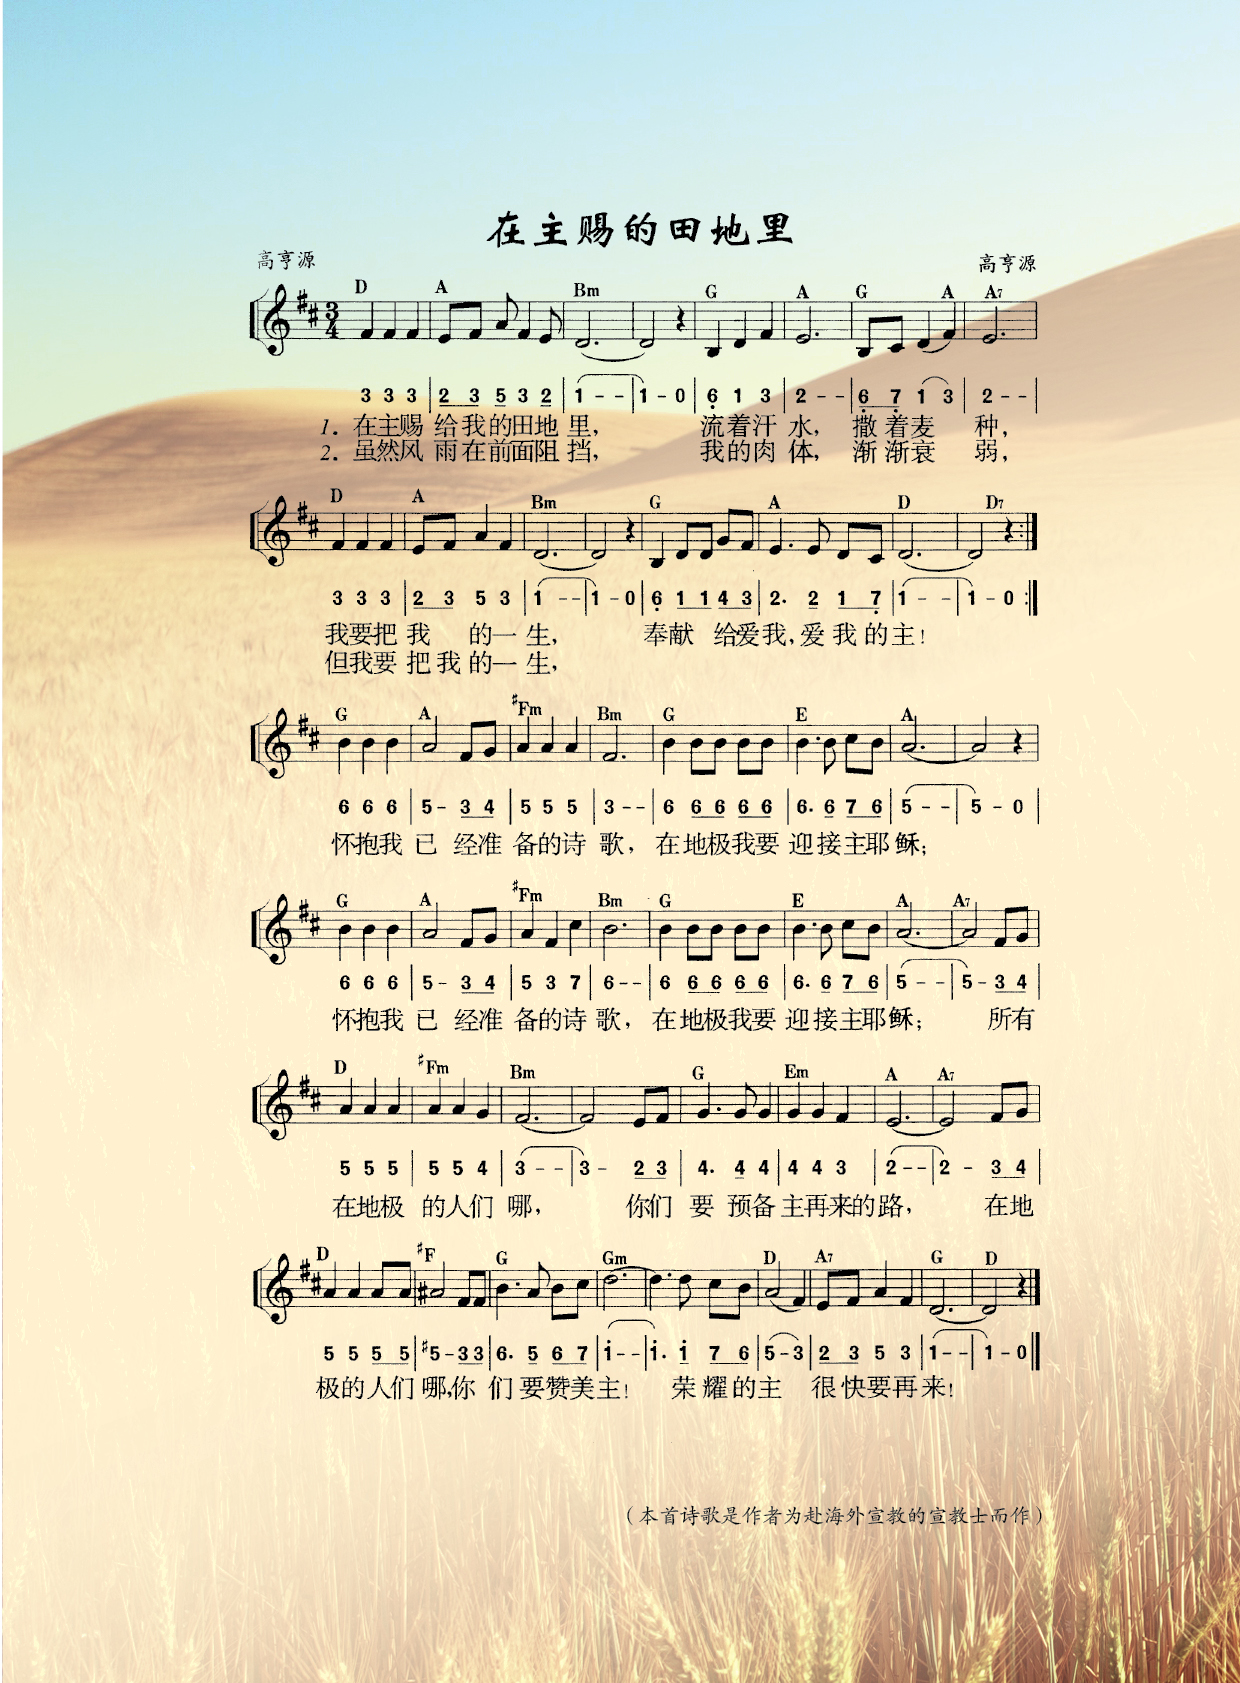 在主赐的田地里
高亨源 高亨源
D A Bm G A G A A7
3/4
3 3 3 | 2 3 5 3 2 | 1 - - | 1 - 0 | 6 1 3 | 2 - - | 6 7 1 3 | 2 - - |
1. 在主赐 给我的田地 里, 流着汗 水, 撒着麦 种,
2. 虽然风 雨在前面阻 挡, 我的肉 体, 渐渐衰 弱,
D A Bm G A D D7
3 3 3 | 2 3 5 3 | 1 - - | 1 - 0 | 6 1 1 4 3 | 2. 2 1 7 | 1 - - | 1 - 0 :|
我要把 我 的一 生, 奉献 给爱我, 爱我的主!
但我要 把我的一 生,
G A #Fm Bm G E A
6 6 6 | 5 - 3 4 | 5 5 5 | 3 - - | 6 6 6 6 6 | 6. 6 7 6 | 5 - - | 5 - 0 |
怀抱我 已 经准 备的诗 歌, 在地极我要 迎接主耶 稣;
G A #Fm Bm G E A A7
6 6 6 | 5 - 3 4 | 5 3 7 | 6 - - | 6 6 6 6 6 | 6. 6 7 6 | 5 - - | 5 - 3 4 |
怀抱我 已 经准 备的诗 歌, 在地极我要 迎接主耶 稣; 所有
D #Fm Bm G Em A A7
5 5 5 | 5 5 4 | 3 - - | 3 - 2 3 | 4. 4 4 | 4 4 3 | 2 - - | 2 - 3 4 |
在地极 的人们 哪, 你们 要 预备 主再来的路, 在地
D #F G Gm D A7 G D
5 5 5 5 | #5 - 3 3 | 6. 5 6 7 | i - - | i. i 7 6 | 5 - 3 | 2 3 5 3 | 1 - - | 1 - 0 ‖
极的人们 哪,你 们要赞美主! 荣耀的主 很快要再来!
(本首诗歌是作者为赴海外宣教的宣教士而作)